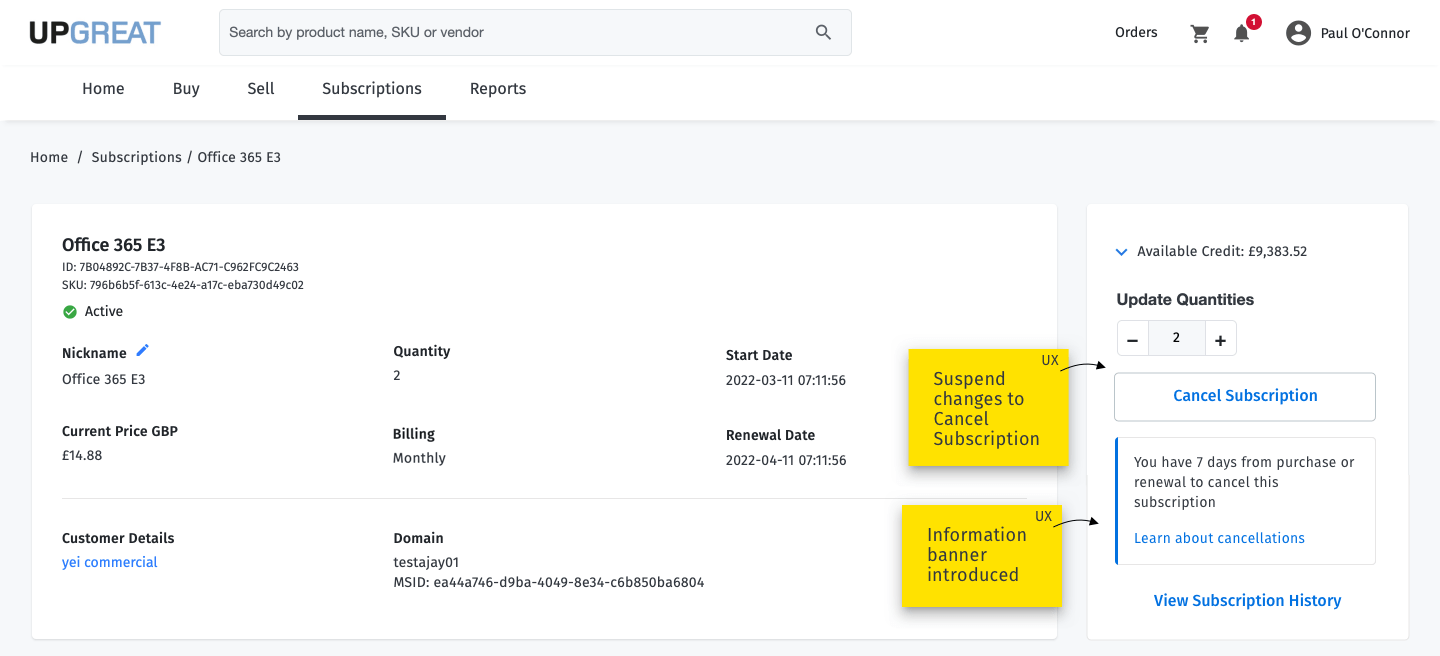 UPGREAT
Search by product name, SKU or vendor
Orders
1
Paul O'Connor
Home
Buy
Sell
Subscriptions
Reports
Home / Subscriptions / Office 365 E3
Office 365 E3
ID: 7B04892C-7B37-4F8B-AC71-C962FC9C2463
SKU: 796b6b5f-613c-4e24-a17c-eba730d49c02
Active
Nickname
Office 365 E3
Quantity
2
Start Date
2022-03-11 07:11:56
Current Price GBP
£14.88
Billing
Monthly
Renewal Date
2022-04-11 07:11:56
Customer Details
yei commercial
Domain
testajay01
MSID: ea44a746-d9ba-4049-8e34-c6b850ba6804
UX
Suspend
changes to
Cancel
Subscription
UX
Information
banner
introduced
Available Credit: £9,383.52
Update Quantities
− 2 +
Cancel Subscription
You have 7 days from purchase or
renewal to cancel this
subscription
Learn about cancellations
View Subscription History